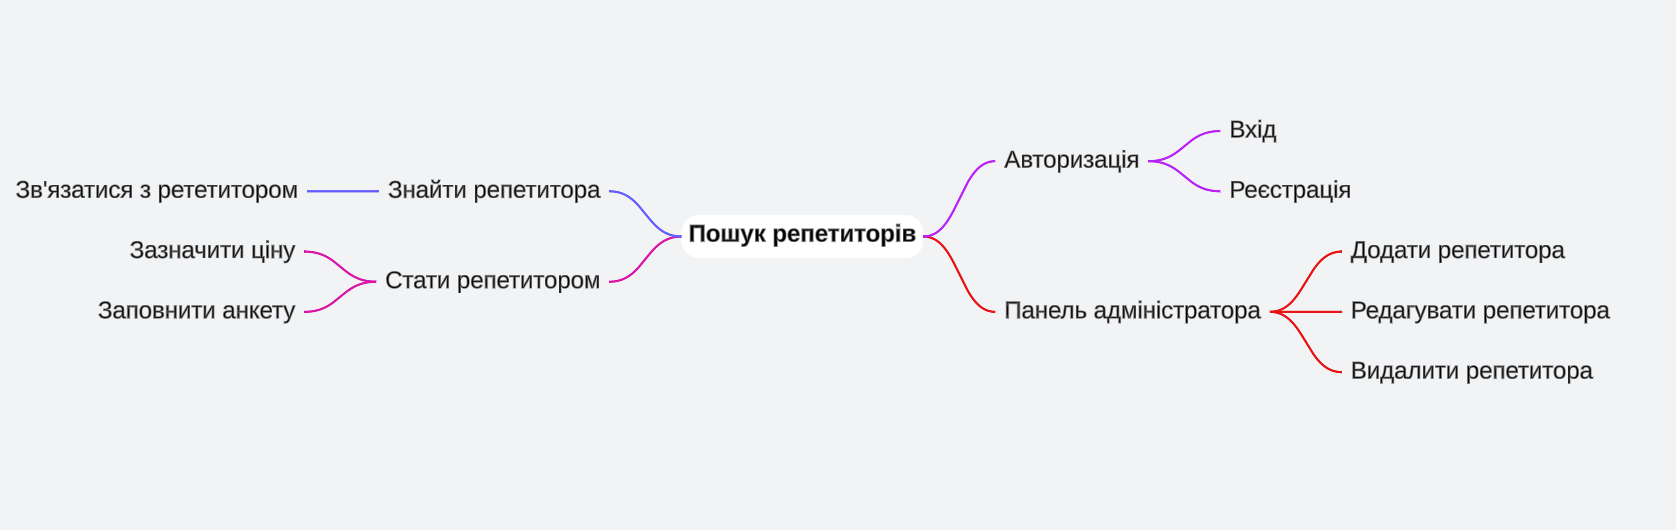 Пошук репетиторів
Знайти репетитора
Зв'язатися з рететитором
Стати репетитором
Зазначити ціну
Заповнити анкету
Авторизація
Вхід
Реєстрація
Панель адміністратора
Додати репетитора
Редагувати репетитора
Видалити репетитора